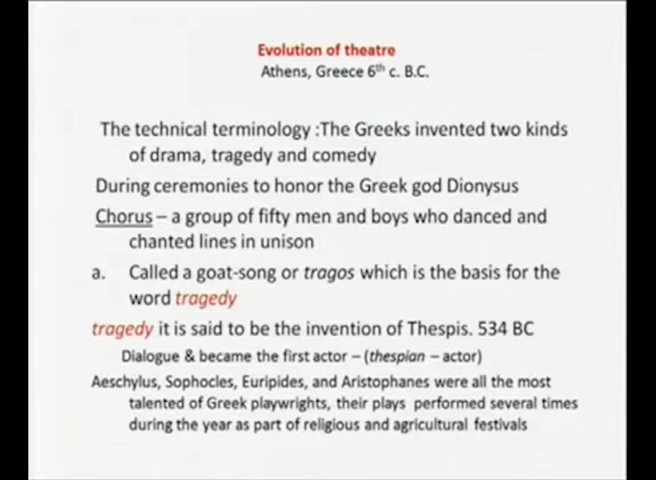 Evolution of theatre
Athens, Greece 6th c. B.C.
The technical terminology :The Greeks invented two kinds
of drama, tragedy and comedy
During ceremonies to honor the Greek god Dionysus
Chorus – a group of fifty men and boys who danced and
chanted lines in unison
a. Called a goat-song or tragos which is the basis for the
word tragedy
tragedy it is said to be the invention of Thespis. 534 BC
Dialogue & became the first actor – (thespian – actor)
Aeschylus, Sophocles, Euripides, and Aristophanes were all the most
talented of Greek playwrights, their plays performed several times
during the year as part of religious and agricultural festivals